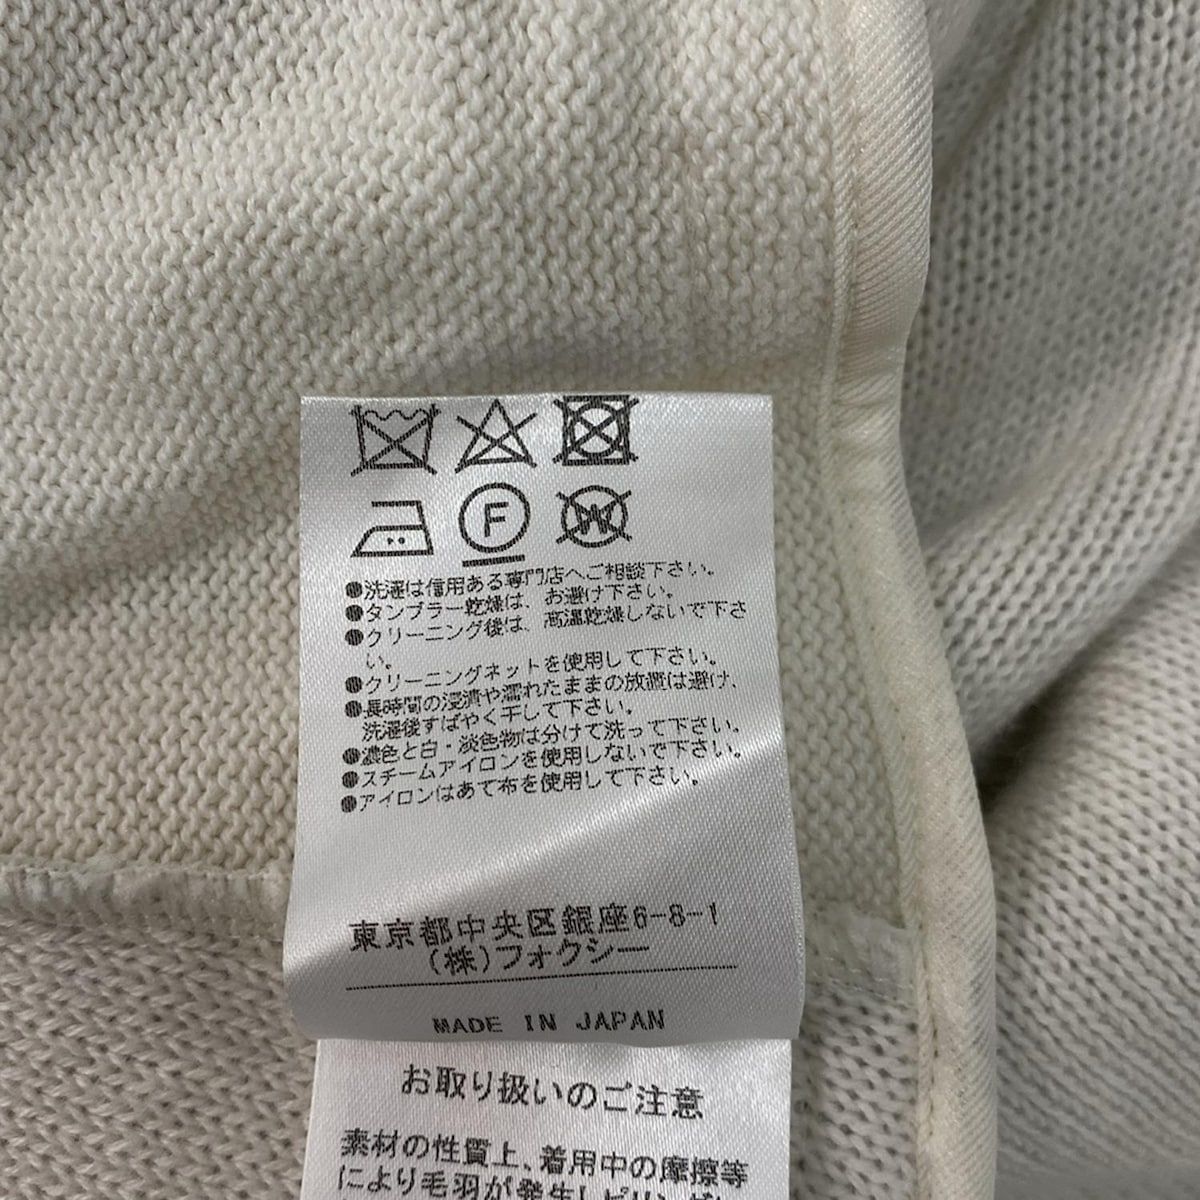 F
W
●洗濯は信用ある専門店へご相談下さい。
●タンブラー乾燥は、お避け下さい。
●クリーニング後は、高温乾燥しないで下さ
い。
●クリーニングネットを使用して下さい。
●長時間の浸漬や濡れたままの放置は避け、
洗濯後すばやく干して下さい。
●濃色と白・淡色物は分けて洗って下さい。
●スチームアイロンを使用しないで下さい。
●アイロンはあて布を使用して下さい。
東京都中央区銀座6-8-1
(株)フォクシー
MADE IN JAPAN
お取り扱いのご注意
素材の性質上、着用中の摩擦等
により毛羽が発生しピリング